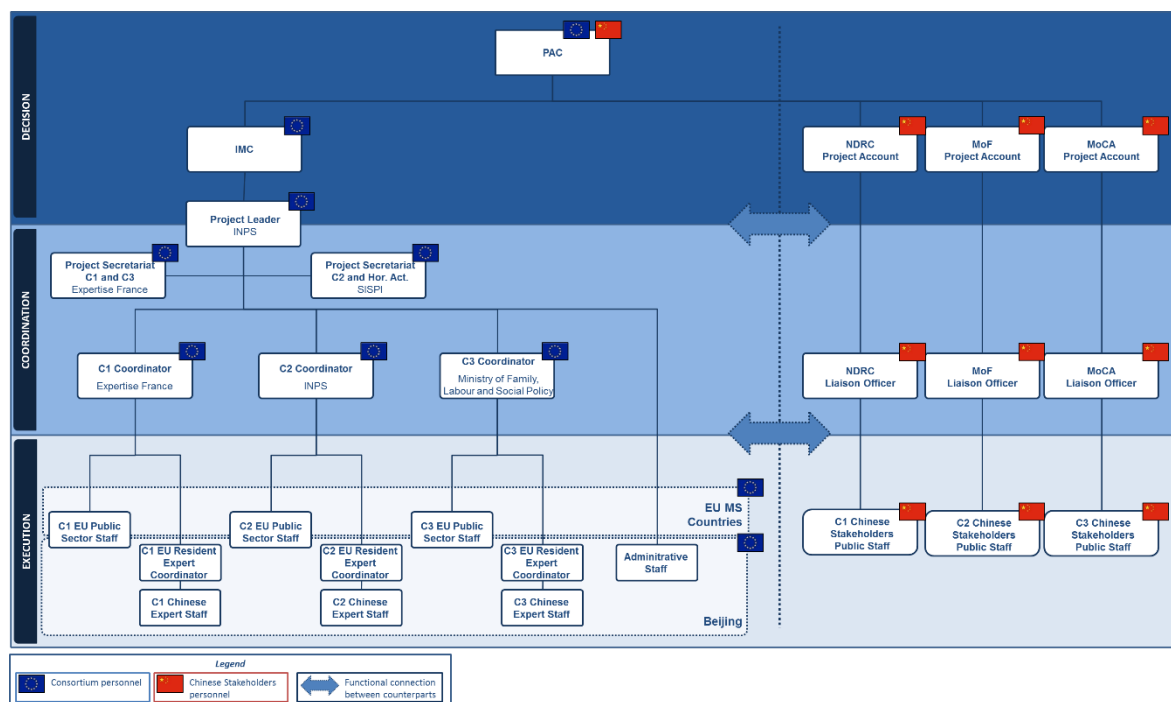 PAC
DECISION
IMC
NDRC
Project Account
MoF
Project Account
MoCA
Project Account
Project Leader
INPS
COORDINATION
Project Secretariat
C1 and C3
Expertise France
Project Secretariat
C2 and Hor. Act.
SISPI
C1 Coordinator
Expertise France
C2 Coordinator
INPS
C3 Coordinator
Ministry of Family,
Labour and Social Policy
NDRC
Liaison Officer
MoF
Liaison Officer
MoCA
Liaison Officer
EXECUTION
EU MS
Countries
C1 EU Public
Sector Staff
C2 EU Public
Sector Staff
C3 EU Public
Sector Staff
C1 Chinese
Stakeholders
Public Staff
C2 Chinese
Stakeholders
Public Staff
C3 Chinese
Stakeholders
Public Staff
C1 EU Resident
Expert
Coordinator
C2 EU Resident
Expert
Coordinator
C3 EU Resident
Expert
Coordinator
Adminitrative
Staff
C1 Chinese
Expert Staff
C2 Chinese
Expert Staff
C3 Chinese
Expert Staff
Beijing
Legend
Consortium personnel
Chinese Stakeholders
personnel
Functional connection
between counterparts